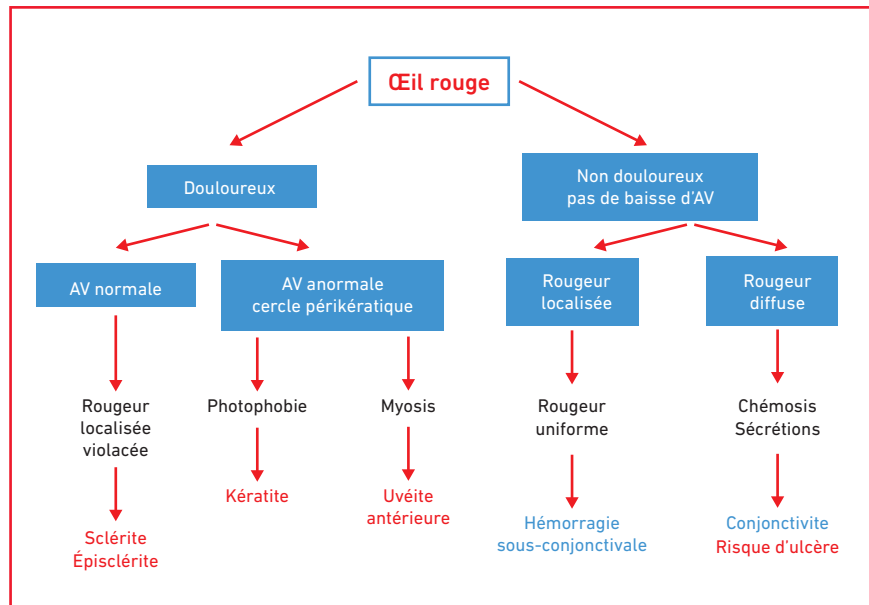 Œil rouge
Douloureux
Non douloureux
pas de baisse d’AV
AV normale
AV anormale
cercle périkératique
Rougeur
localisée
Rougeur
diffuse
Rougeur
localisée
violacée
Photophobie
Myosis
Rougeur
uniforme
Chémosis
Sécrétions
Sclérite
Épisclérite
Kératite
Uvéite
antérieure
Hémorragie
sous-conjonctivale
Conjonctivite
Risque d’ulcère